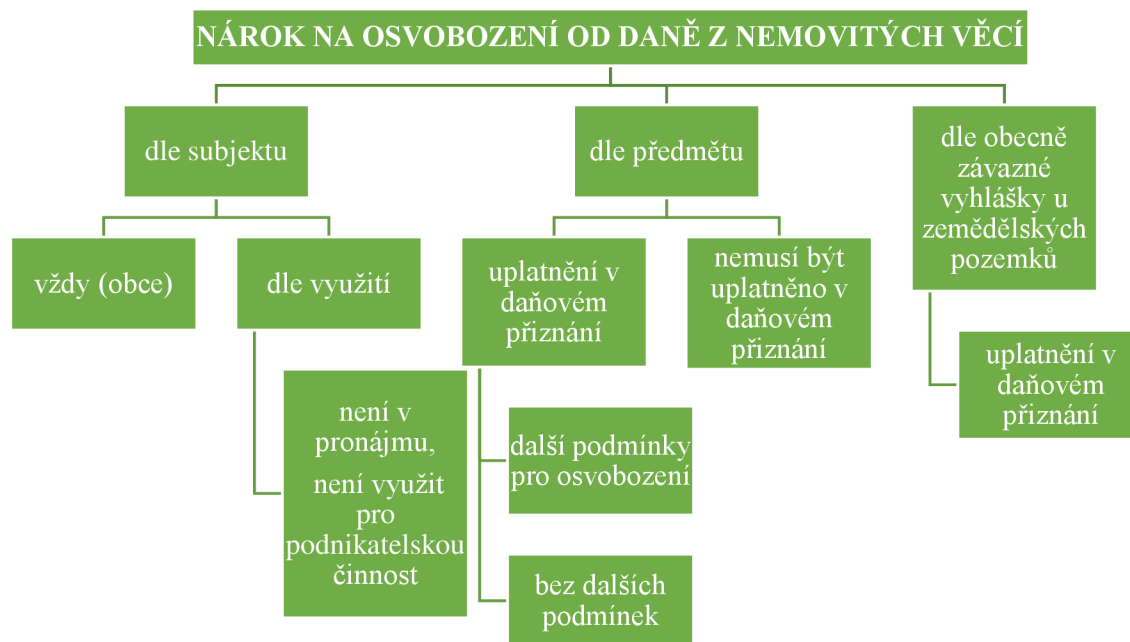 NÁROK NA OSVOBOZENÍ OD DANĚ Z NEMOVITÝCH VĚCÍ
dle subjektu
dle předmětu
dle obecně
závazné
vyhlášky u
zemědělských
pozemků
vždy (obce)
dle využití
uplatnění v
daňovém
přiznání
nemusí být
uplatněno v
daňovém
přiznání
uplatnění v
daňovém
přiznání
není v
pronájmu,
není využit
pro
podnikatelskou
činnost
další podmínky
pro osvobození
bez dalších
podmínek